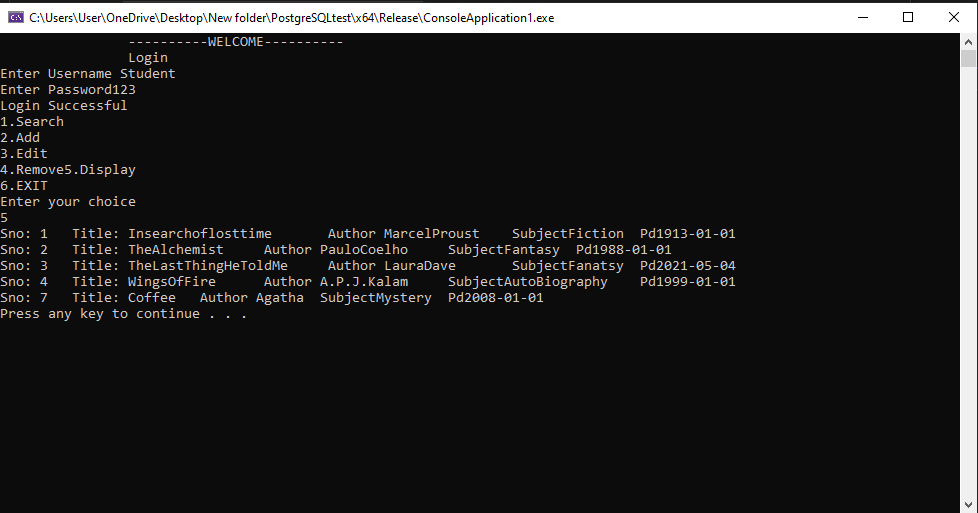 C:\Users\User\OneDrive\Desktop\New folder\PostgreSQLtest\x64\Release\ConsoleApplication1.exe
----------WELCOME----------
Login
Enter Username Student
Enter Password123
Login Successful
1.Search
2.Add
3.Edit
4.Remove5.Display
6.EXIT
Enter your choice
5
Sno: 1   Title: Insearchoflosttime       Author MarcelProust    SubjectFiction  Pd1913-01-01
Sno: 2   Title: TheAlchemist     Author PauloCoelho     SubjectFantasy  Pd1988-01-01
Sno: 3   Title: TheLastThingHeToldMe     Author LauraDave       SubjectFanatsy  Pd2021-05-04
Sno: 4   Title: WingsOfFire      Author A.P.J.Kalam     SubjectAutoBiography    Pd1999-01-01
Sno: 7   Title: Coffee   Author Agatha  SubjectMystery  Pd2008-01-01
Press any key to continue . . .